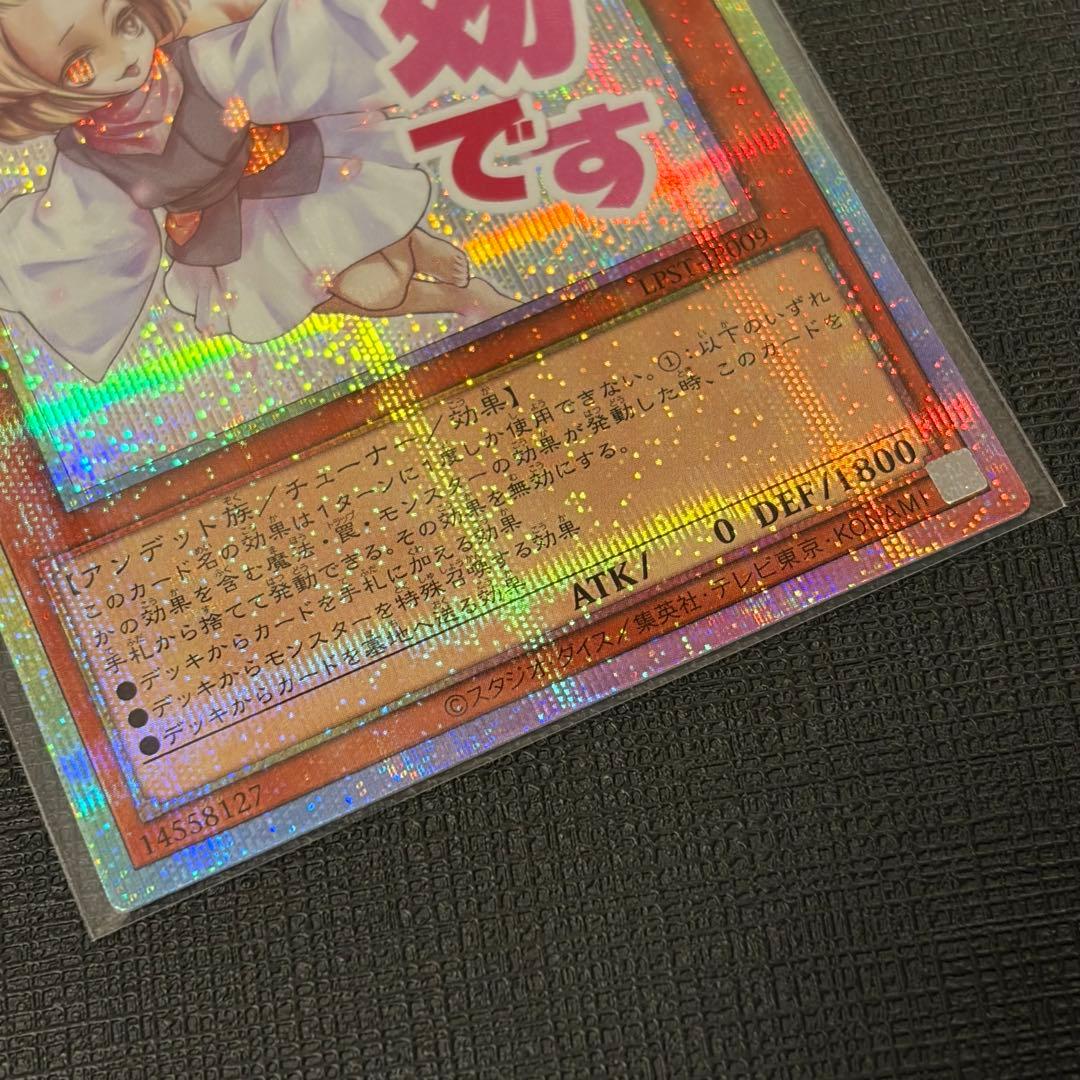 効
です
LPST-JP009
【アンデット族/チューナー/効果】
このカード名の効果は1ターンに1度しか使用できない。①:以下のいずれ
かの効果を含む魔法・罠・モンスターの効果が発動した時、このカードを
手札から捨てて発動できる。その効果を無効にする。
●デッキからカードを手札に加える効果
●デッキからモンスターを特殊召喚する効果
●デッキからカードを墓地へ送る効果
ATK/ 0 DEF/1800
14558127
©スタジオ・ダイス/集英社・テレビ東京・KONAMI